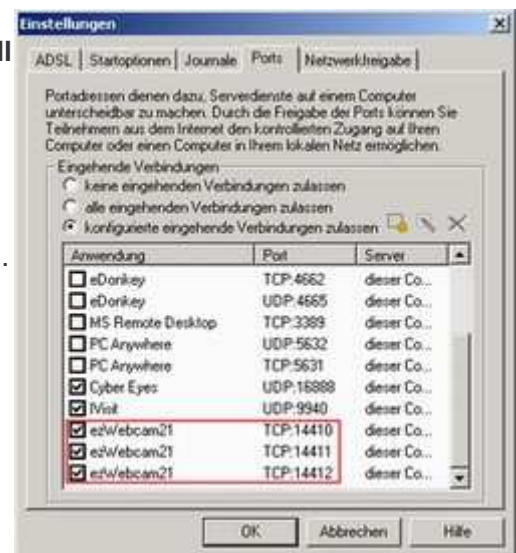 Einstellungen
ll
ADSL Startoptionen Journale Ports Netzwerkfreigabe
Portadressen dienen dazu, Serverdienste auf einem Computer
unterscheidbar zu machen. Durch die Freigabe der Ports können Sie
Teilnehmern aus dem Internet den kontrollierten Zugang auf Ihren
Computer oder einen Computer in Ihrem lokalen Netz ermöglichen.
Eingehende Verbindungen
keine eingehenden Verbindungen zulassen
alle eingehenden Verbindungen zulassen
konfigurierte eingehende Verbindungen zulassen
.
Anwendung Port Server
eDonkey TCP:4662 dieser Co...
eDonkey UDP:4665 dieser Co...
MS Remote Desktop TCP:3389 dieser Co...
PC Anywhere UDP:5632 dieser Co...
PC Anywhere TCP:5631 dieser Co...
Cyber Eyes UDP:16888 dieser Co...
IVisit UDP:9940 dieser Co...
ezWebcam21 TCP:14410 dieser Co...
ezWebcam21 TCP:14411 dieser Co...
ezWebcam21 TCP:14412 dieser Co...
OK Abbrechen Hilfe